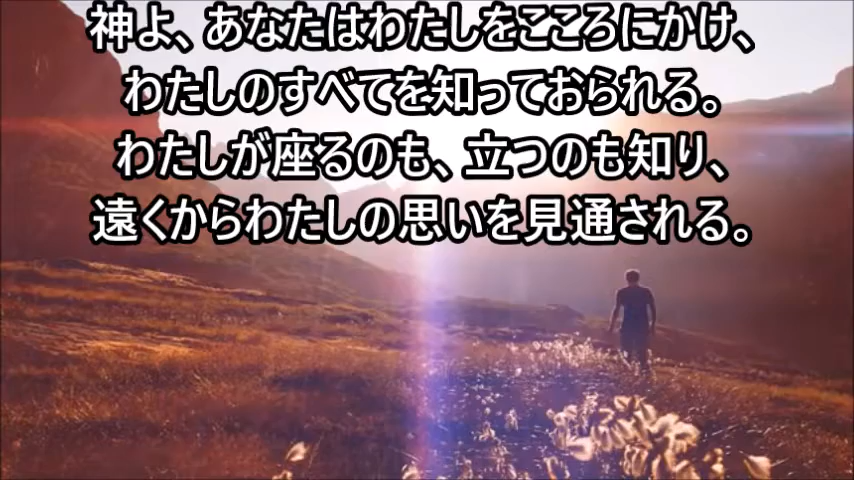 神よ、あなたはわたしをこころにかけ、
わたしのすべてを知っておられる。
わたしが座るのも、立つのも知り、
遠くからわたしの思いを見通される。